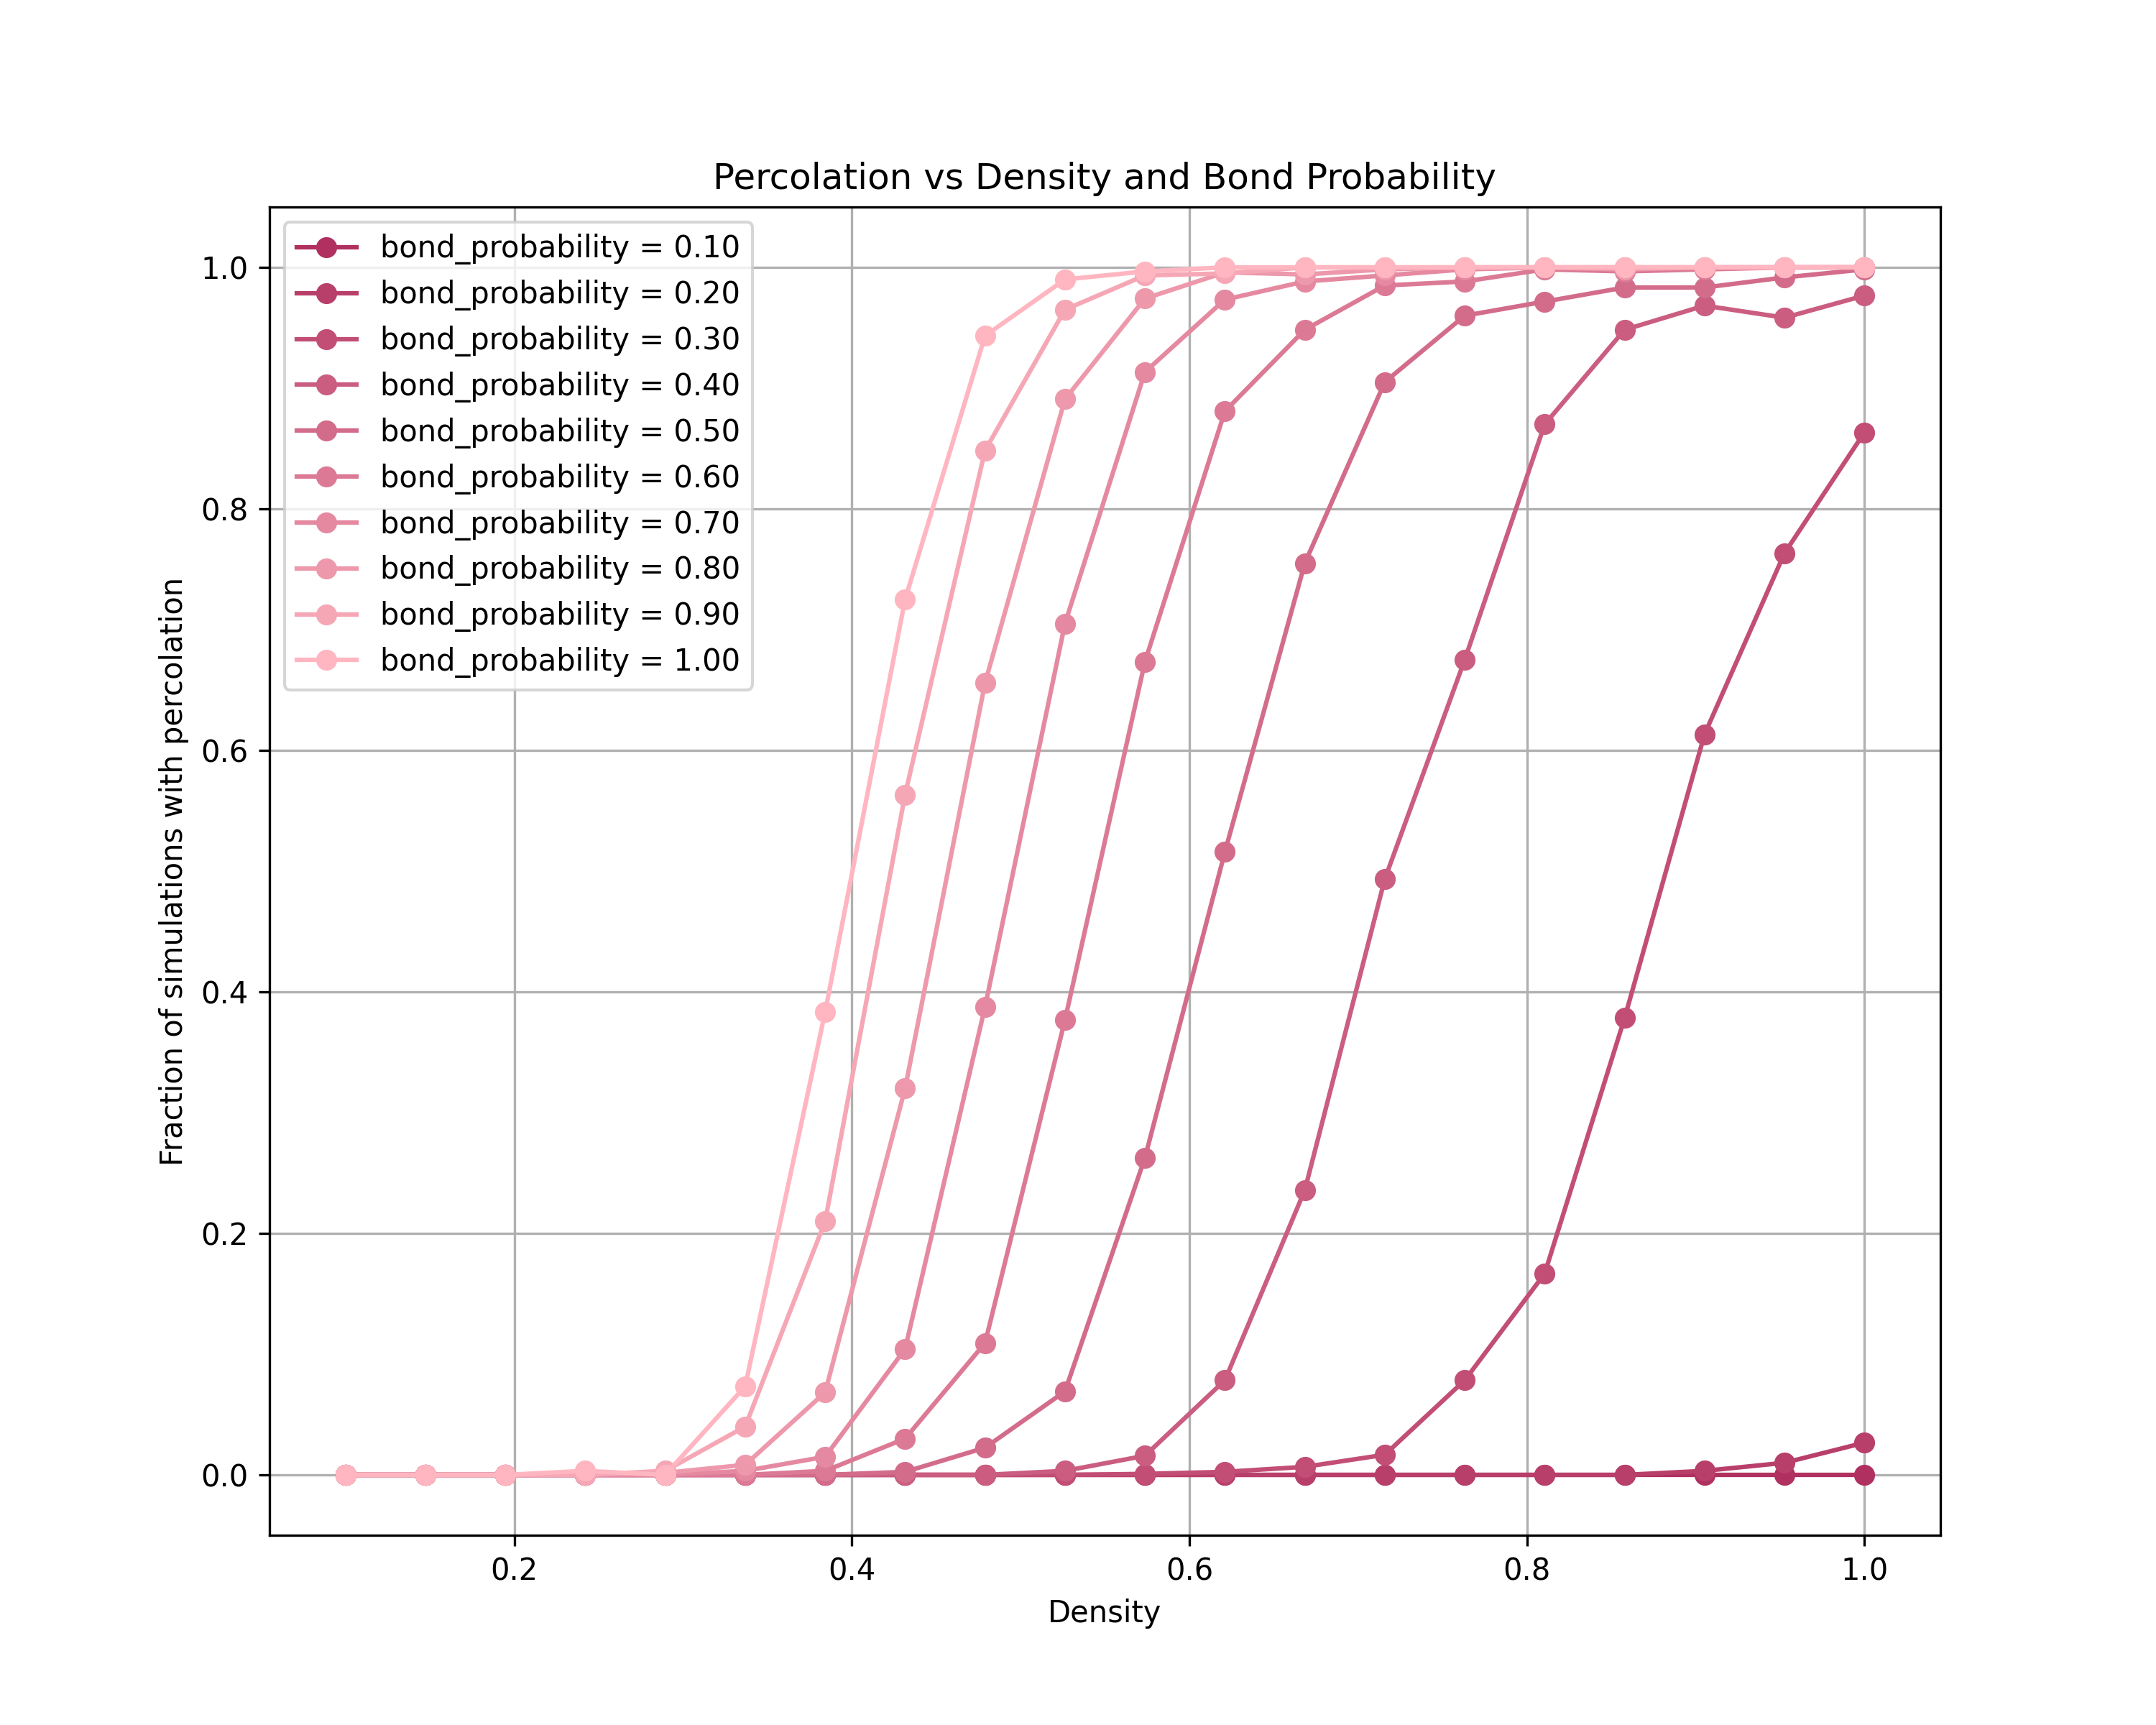 Percolation vs Density and Bond Probability
bond_probability = 0.10
bond_probability = 0.20
bond_probability = 0.30
bond_probability = 0.40
bond_probability = 0.50
bond_probability = 0.60
bond_probability = 0.70
bond_probability = 0.80
bond_probability = 0.90
bond_probability = 1.00
Fraction of simulations with percolation
1.0
0.8
0.6
0.4
0.2
0.0
0.2 0.4 0.6 0.8 1.0
Density